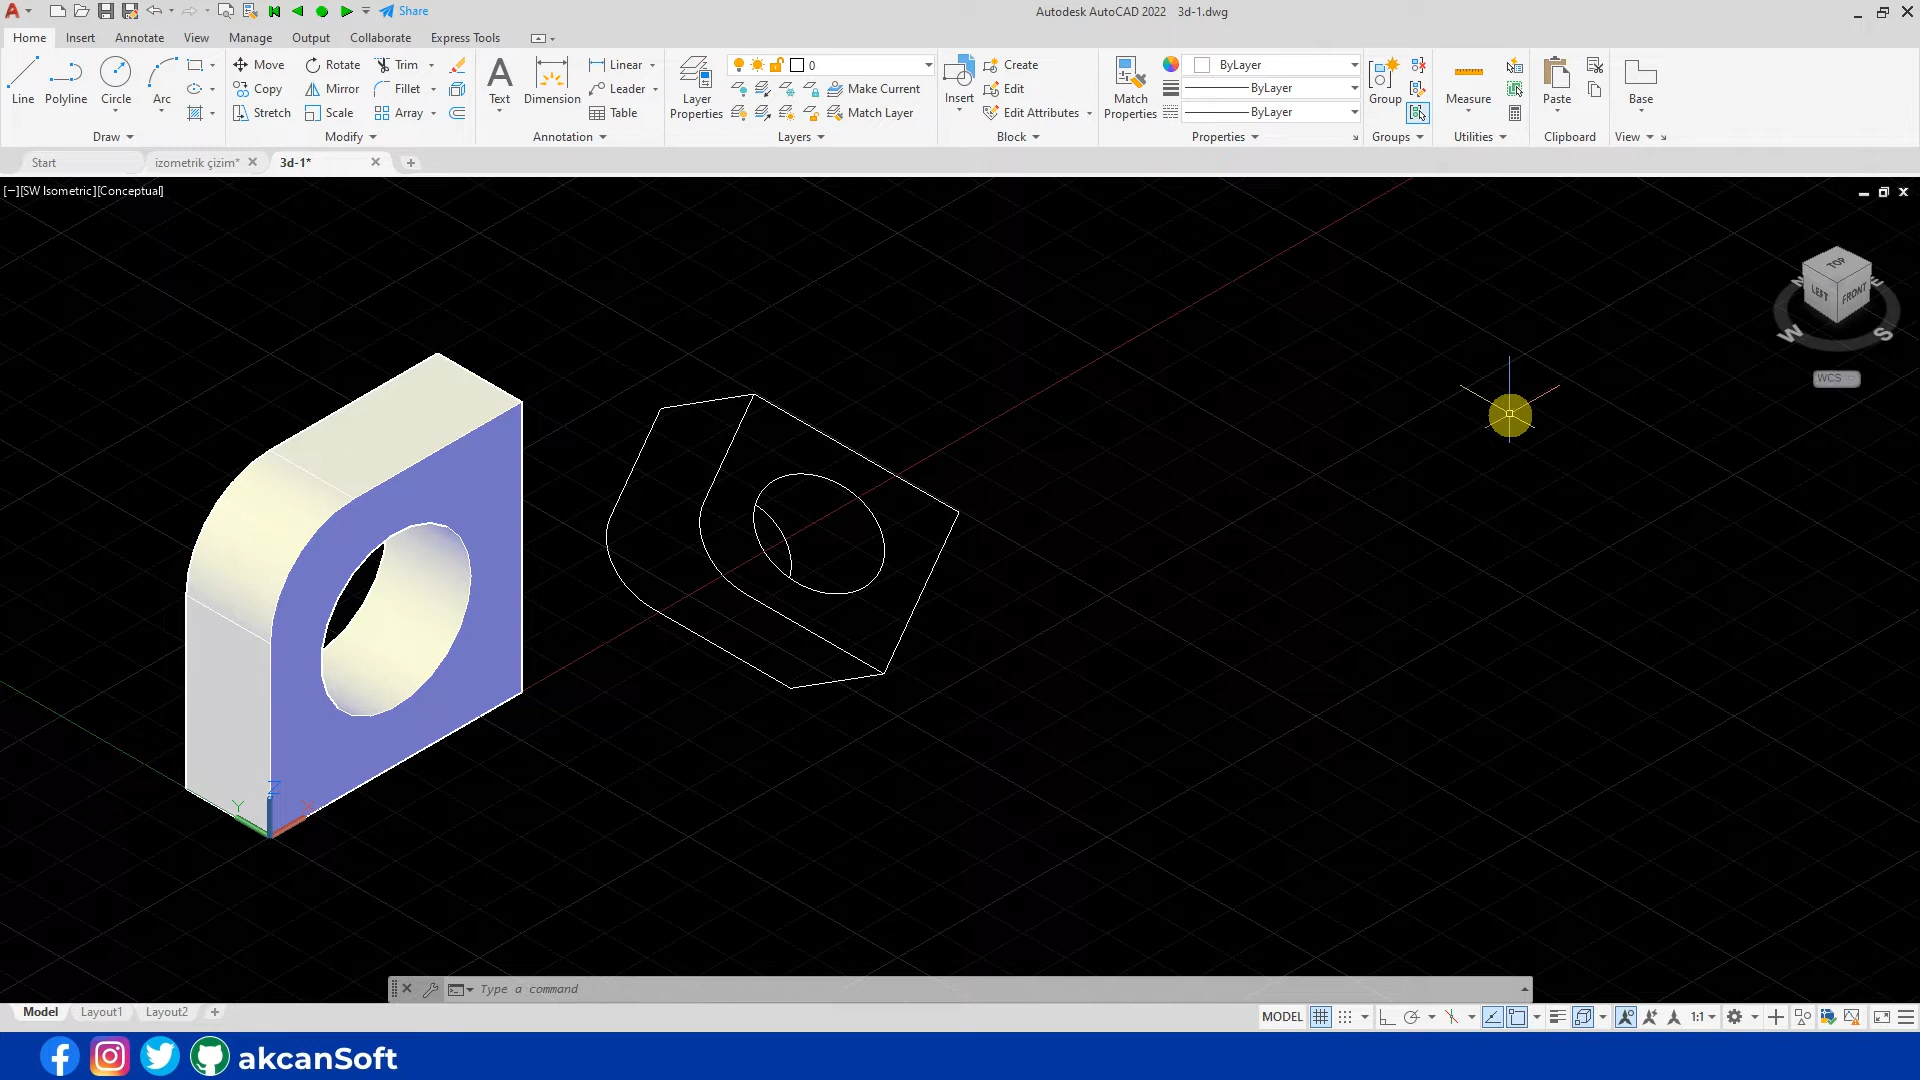 Share
Autodesk AutoCAD 2022 3d-1.dwg
Home Insert Annotate View Manage Output Collaborate Express Tools
Line Polyline Circle Arc
Move Rotate Trim
Copy Mirror Fillet
Stretch Scale Array
Text Dimension
Linear
Leader
Table
Layer Properties
0
Make Current
Match Layer
Insert
Create
Edit
Edit Attributes
Match Properties
ByLayer
ByLayer
ByLayer
Group Measure Paste Base
Draw Modify Annotation Layers Block Properties Groups Utilities Clipboard View
Start izometrik çizim* 3d-1*
[−][SW Isometric][Conceptual]
TOP
LEFT FRONT
W S
WCS
Z
Y X
Type a command
Model Layout1 Layout2
MODEL 1:1
akcanSoft